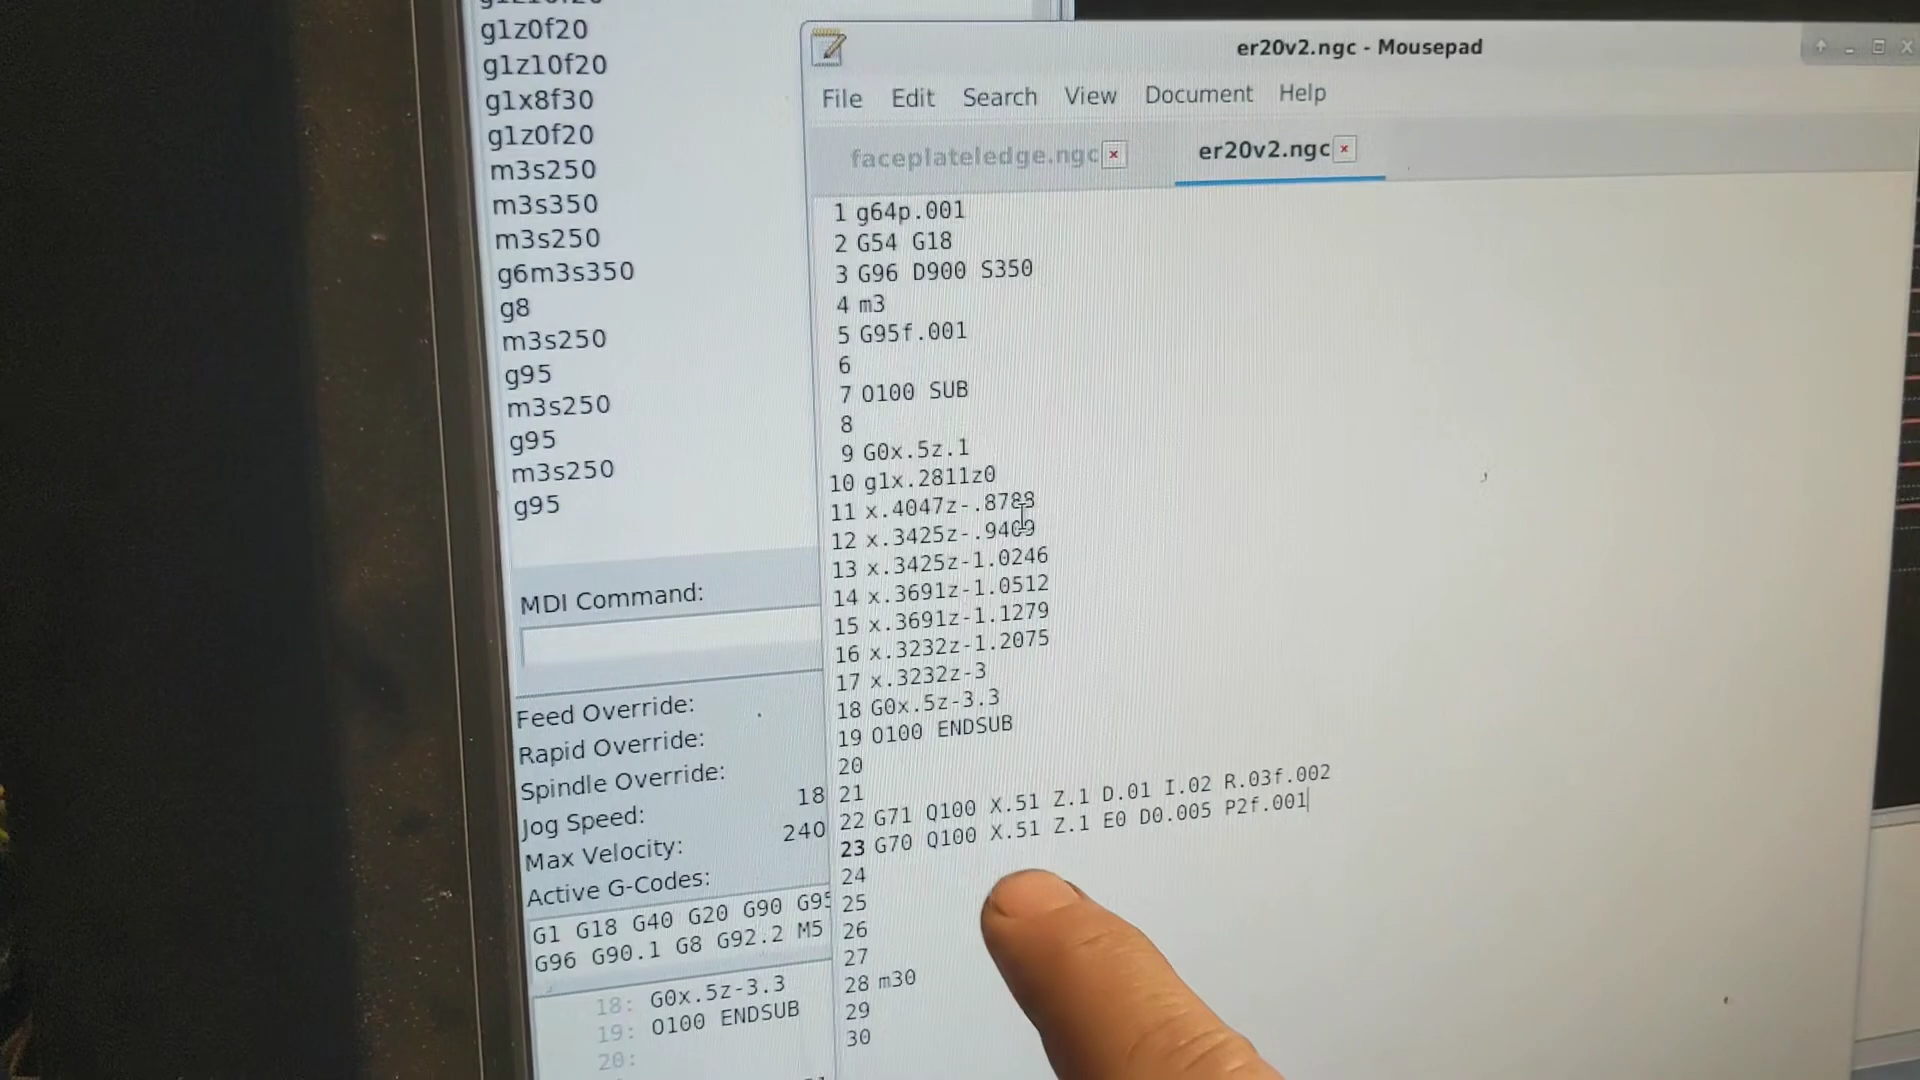 g1z0f20
g1z10f20
g1x8f30
g1z0f20
m3s250
m3s350
m3s250
g6m3s350
g8
m3s250
g95
m3s250
g95
m3s250
g95
MDI Command:
Feed Override:
Rapid Override:
Spindle Override:
Jog Speed: 18
Max Velocity: 240
Active G-Codes:
G1 G18 G40 G20 G90 G95
G96 G90.1 G8 G92.2 M5
18: G0x.5z-3.3
19: O100 ENDSUB
20:
er20v2.ngc - Mousepad
File Edit Search View Document Help
faceplateledge.ngc er20v2.ngc
1 g64p.001
2 G54 G18
3 G96 D900 S350
4 m3
5 G95f.001
6
7 O100 SUB
8
9 G0x.5z.1
10 g1x.2811z0
11 x.4047z-.8788
12 x.3425z-.9409
13 x.3425z-1.0246
14 x.3691z-1.0512
15 x.3691z-1.1279
16 x.3232z-1.2075
17 x.3232z-3
18 G0x.5z-3.3
19 O100 ENDSUB
20
21
22 G71 Q100 X.51 Z.1 D.01 I.02 R.03f.002
23 G70 Q100 X.51 Z.1 E0 D0.005 P2f.001
24
25
26
27
28 m30
29
30